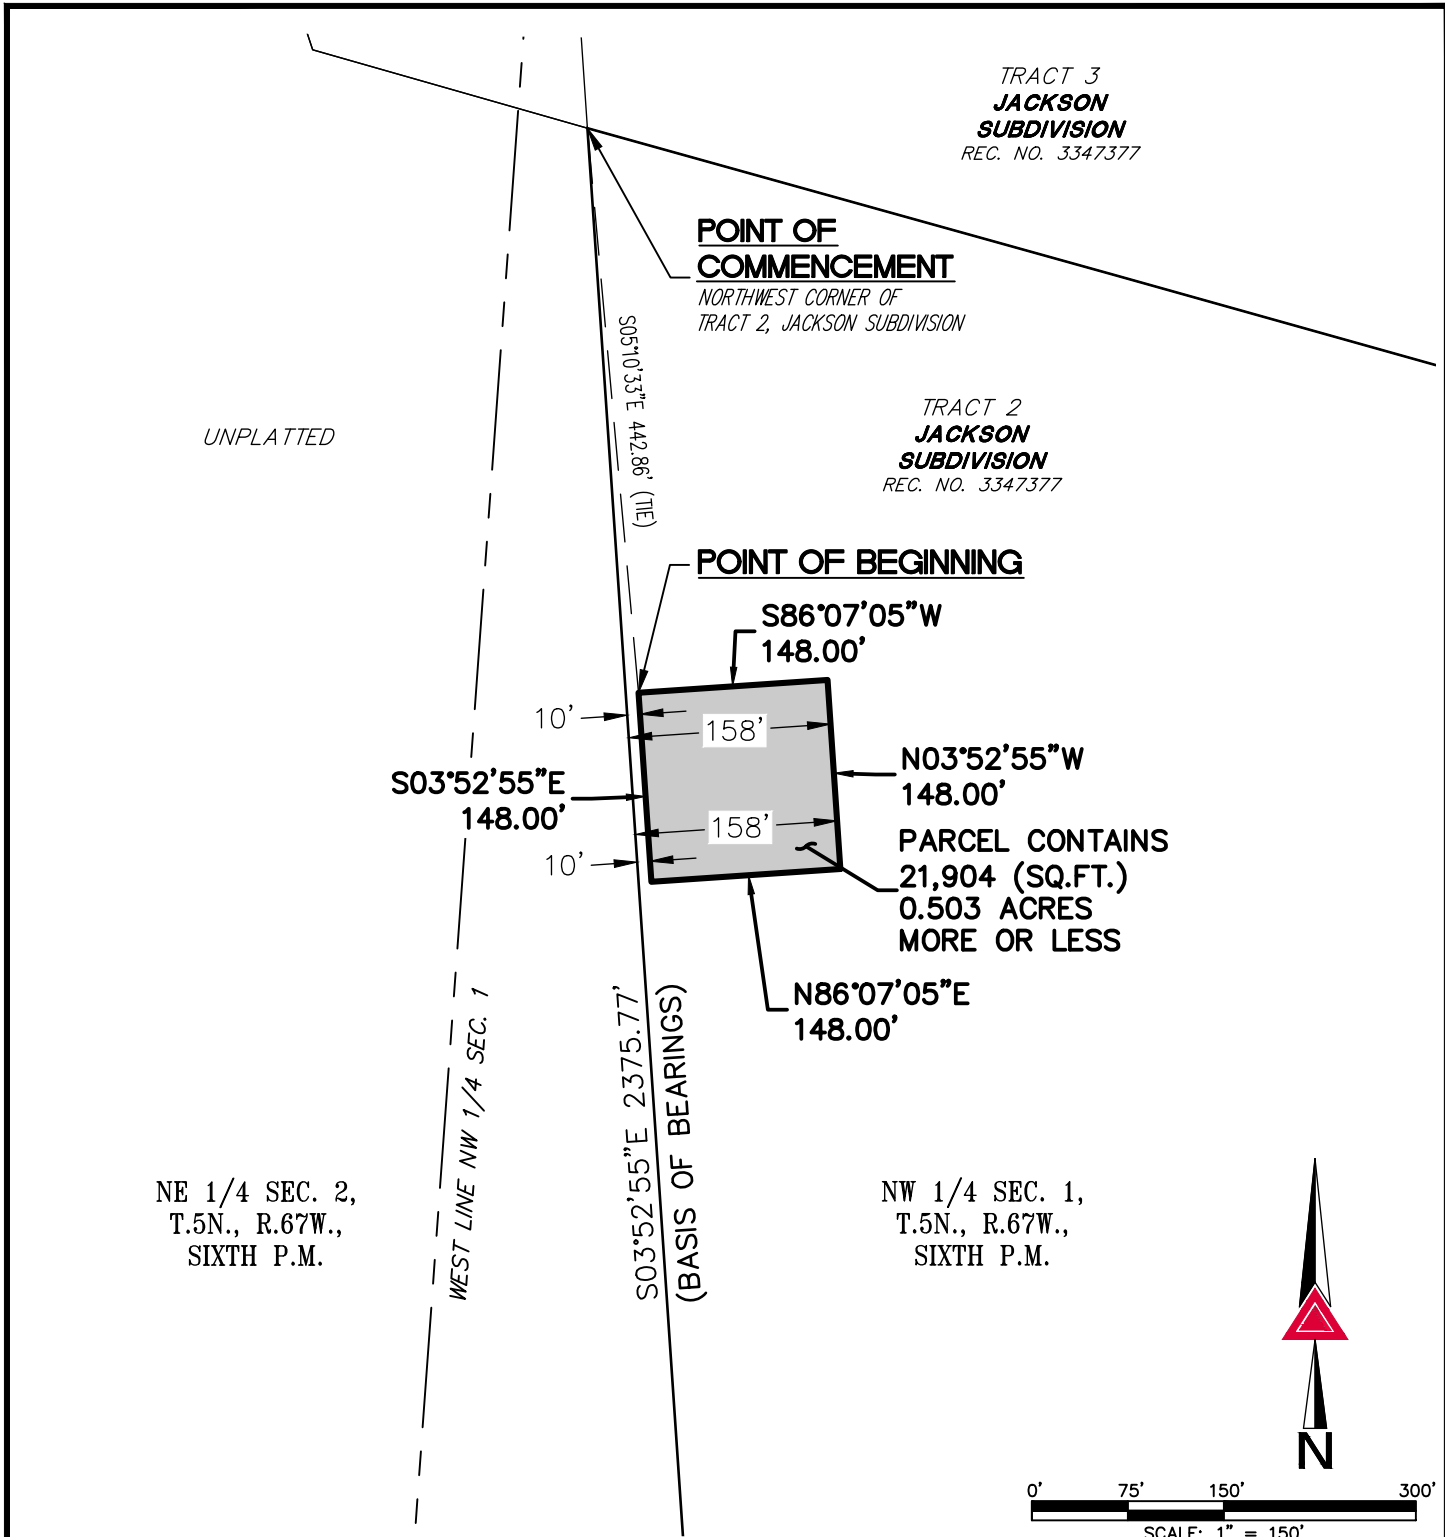 TRACT 3
JACKSON
SUBDIVISION
REC. NO. 3347377
POINT OF
COMMENCEMENT
NORTHWEST CORNER OF
TRACT 2, JACKSON SUBDIVISION
S05°10'33"E 442.86' (TIE)
UNPLATTED
TRACT 2
JACKSON
SUBDIVISION
REC. NO. 3347377
POINT OF BEGINNING
S86°07'05"W
148.00'
10'
158'
N03°52'55"W
148.00'
S03°52'55"E
148.00'
158'
10'
PARCEL CONTAINS
21,904 (SQ.FT.)
0.503 ACRES
MORE OR LESS
N86°07'05"E
148.00'
WEST LINE NW 1/4 SEC. 1
S03°52'55"E 2375.77'
(BASIS OF BEARINGS)
NE 1/4 SEC. 2,
T.5N., R.67W.,
SIXTH P.M.
NW 1/4 SEC. 1,
T.5N., R.67W.,
SIXTH P.M.
N
0' 75' 150' 300'
SCALE: 1" = 150'